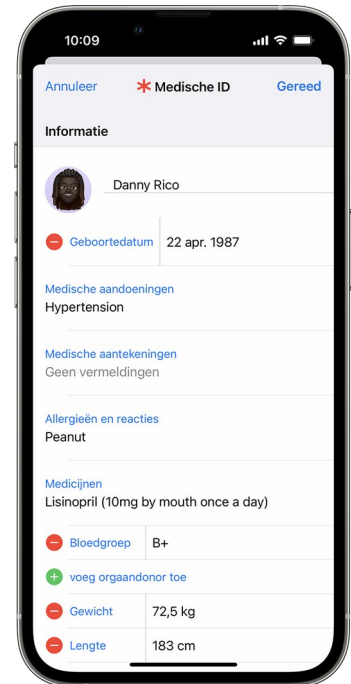 10:09
Annuleer * Medische ID Gereed
Informatie
Danny Rico
Geboortedatum 22 apr. 1987
Medische aandoeningen
Hypertension
Medische aantekeningen
Geen vermeldingen
Allergieën en reacties
Peanut
Medicijnen
Lisinopril (10mg by mouth once a day)
Bloedgroep B+
voeg orgaandonor toe
Gewicht 72,5 kg
Lengte 183 cm